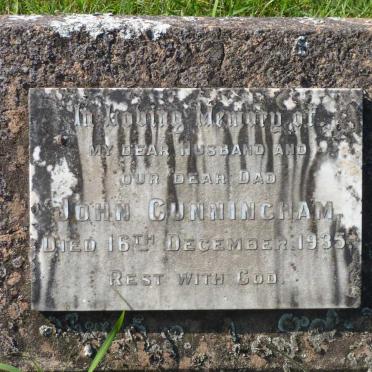 In Loving Memory of
MY DEAR HUSBAND AND
OUR DEAR DAD
JOHN CUNNINGHAM,
DIED 16TH DECEMBER, 1935.
REST WITH GOD.